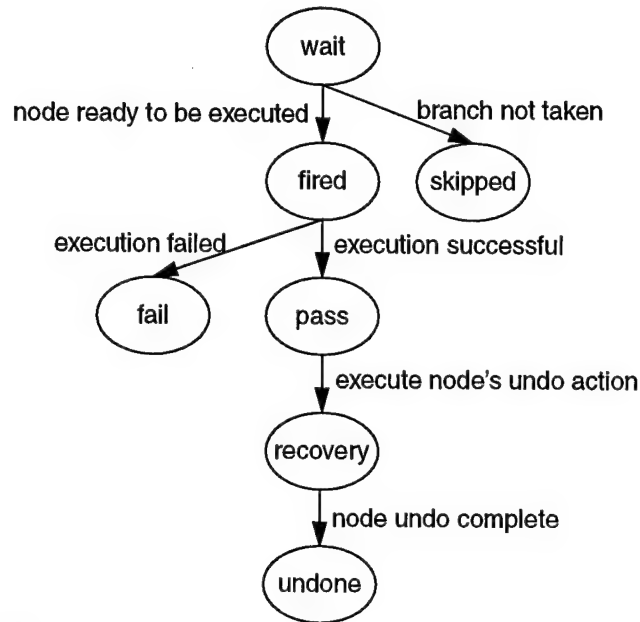 wait
node ready to be executed
branch not taken
fired
skipped
execution failed
execution successful
fail
pass
execute node's undo action
recovery
node undo complete
undone